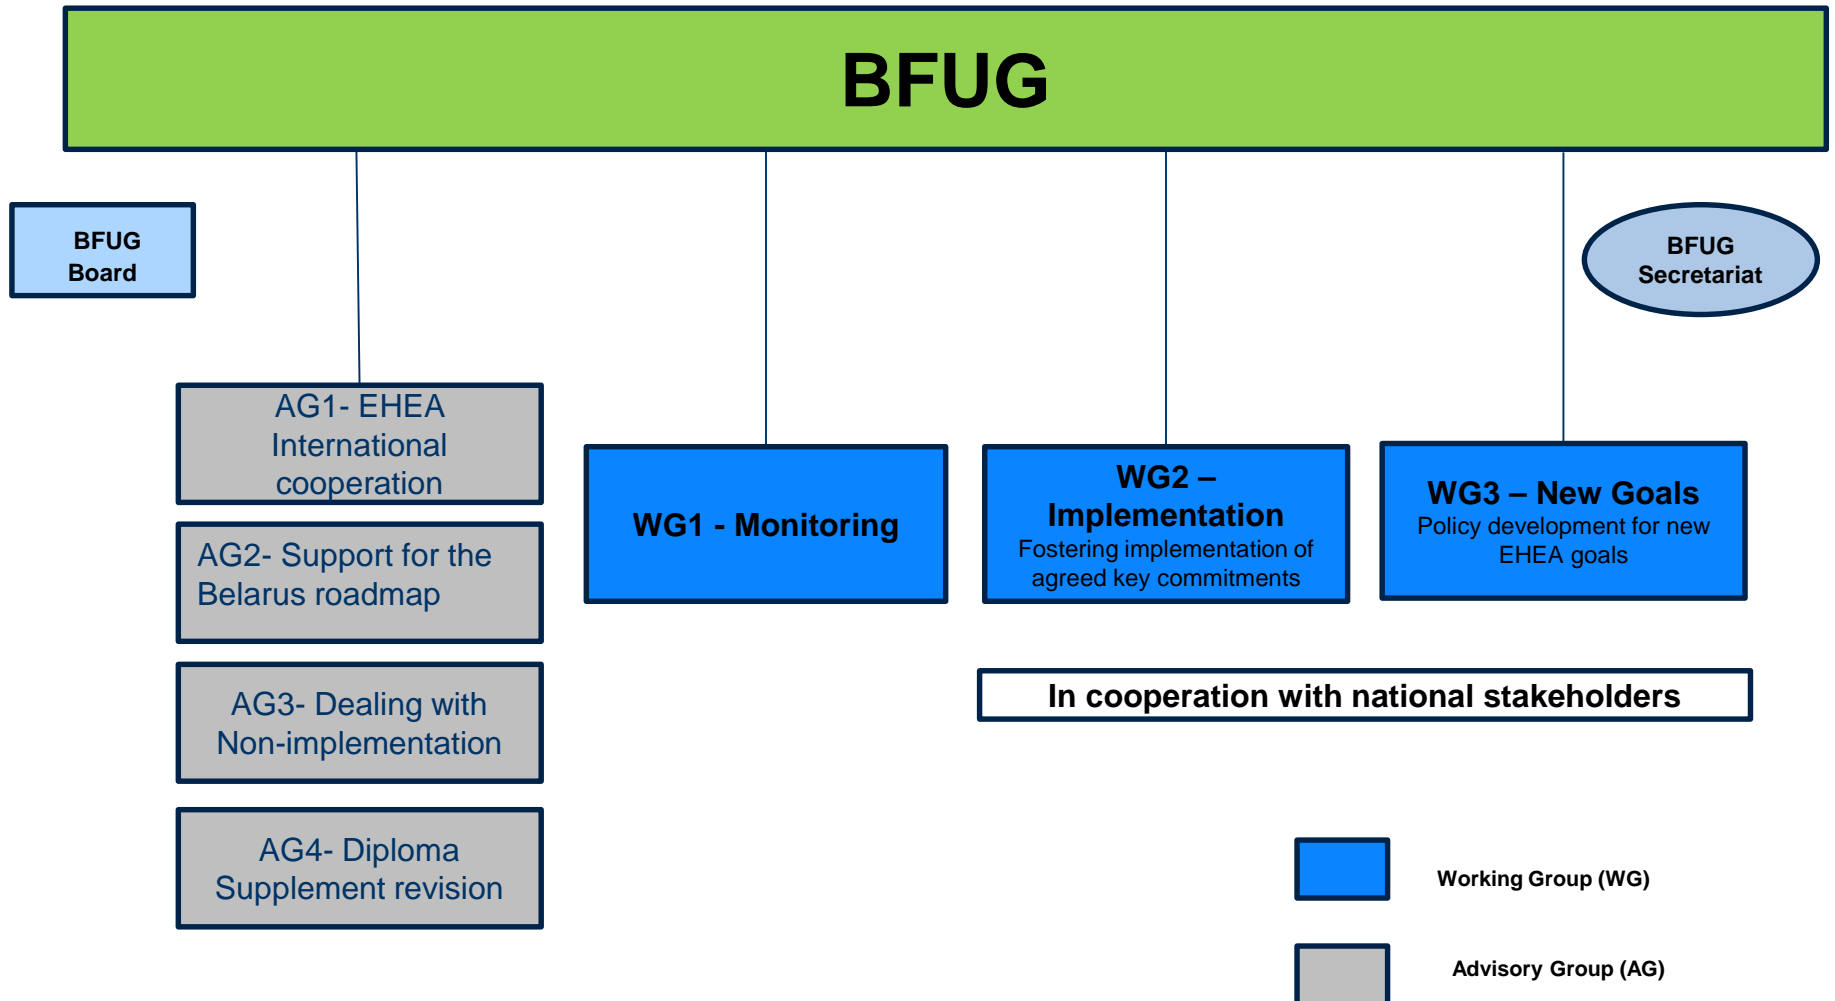 BFUG
BFUG
Board
BFUG
Secretariat
AG1- EHEA
International
cooperation
AG2- Support for the
Belarus roadmap
AG3- Dealing with
Non-implementation
AG4- Diploma
Supplement revision
WG1 - Monitoring
WG2 –
Implementation
Fostering implementation of
agreed key commitments
WG3 – New Goals
Policy development for new
EHEA goals
In cooperation with national stakeholders
Working Group (WG)
Advisory Group (AG)